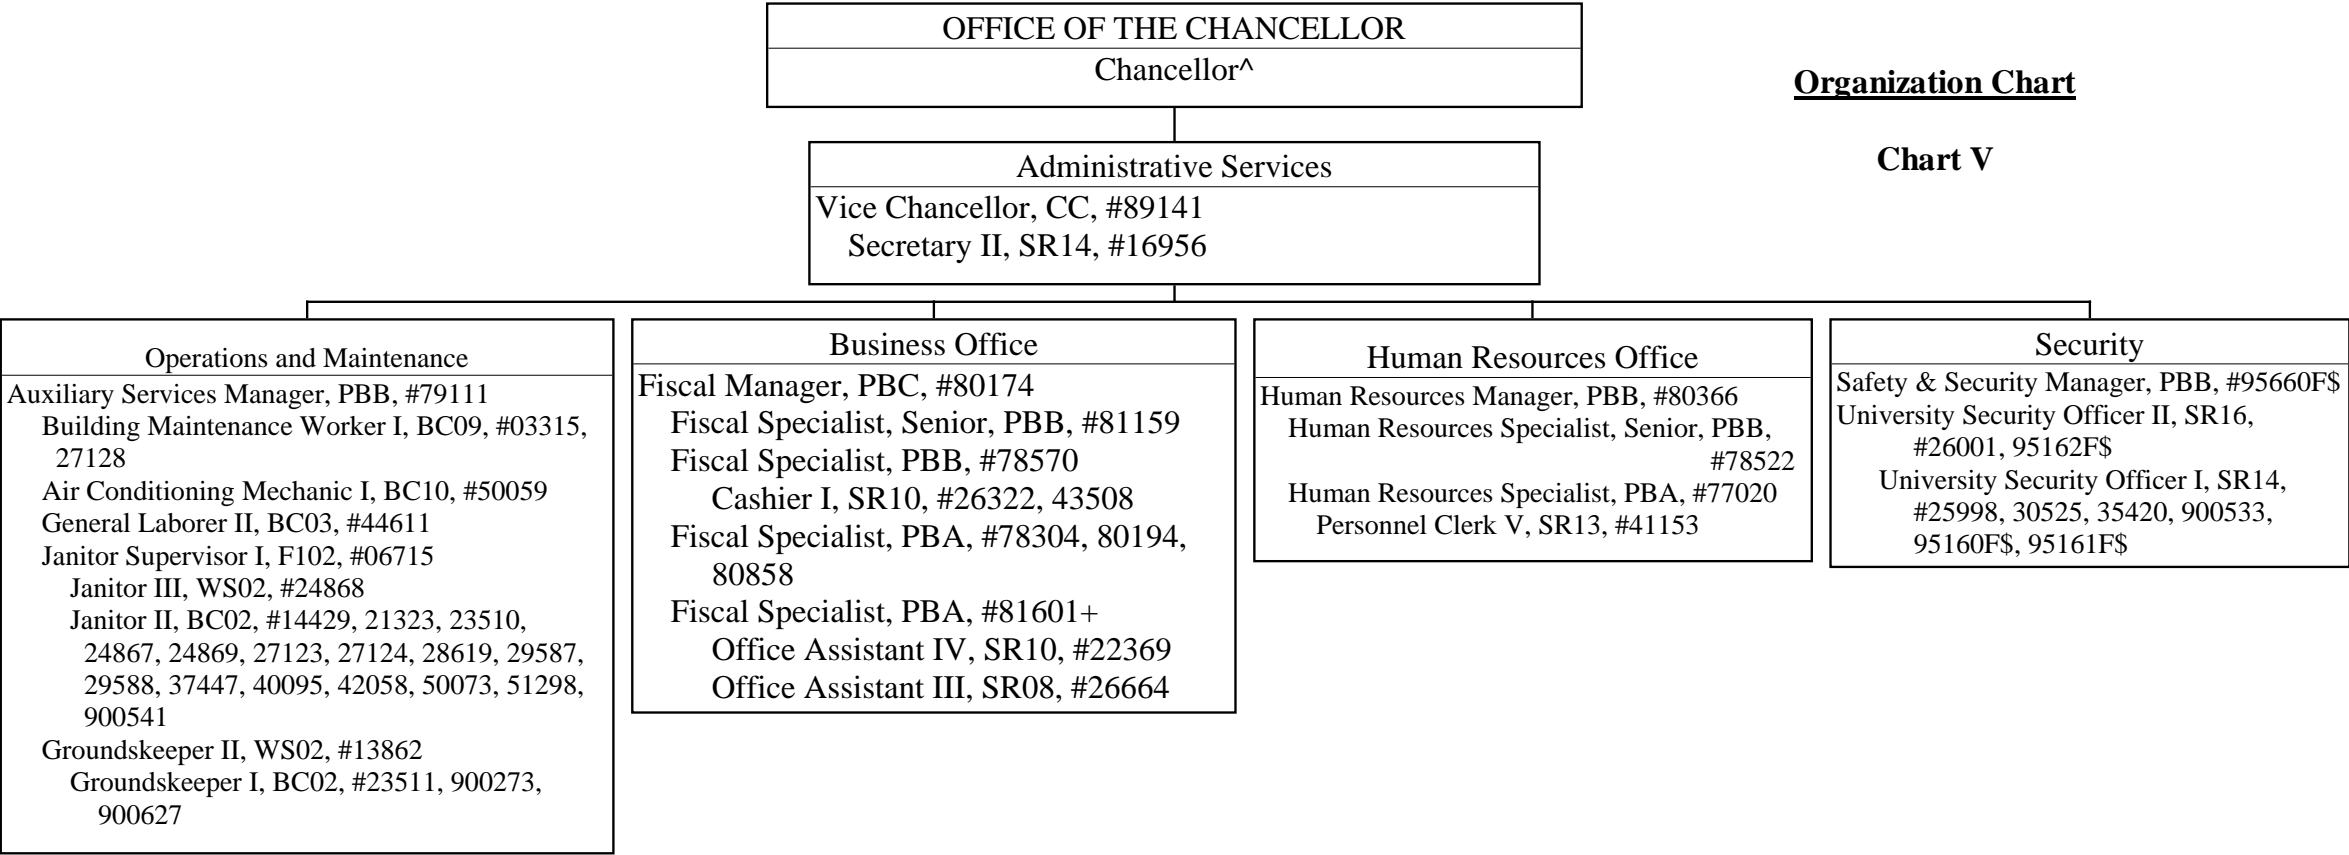 OFFICE OF THE CHANCELLOR
Chancellor^
Organization Chart
Chart V
Administrative Services
Vice Chancellor, CC, #89141
Secretary II, SR14, #16956
Operations and Maintenance
Auxiliary Services Manager, PBB, #79111
Building Maintenance Worker I, BC09, #03315,
27128
Air Conditioning Mechanic I, BC10, #50059
General Laborer II, BC03, #44611
Janitor Supervisor I, F102, #06715
Janitor III, WS02, #24868
Janitor II, BC02, #14429, 21323, 23510,
24867, 24869, 27123, 27124, 28619, 29587,
29588, 37447, 40095, 42058, 50073, 51298,
900541
Groundskeeper II, WS02, #13862
Groundskeeper I, BC02, #23511, 900273,
900627
Business Office
Fiscal Manager, PBC, #80174
Fiscal Specialist, Senior, PBB, #81159
Fiscal Specialist, PBB, #78570
Cashier I, SR10, #26322, 43508
Fiscal Specialist, PBA, #78304, 80194,
80858
Fiscal Specialist, PBA, #81601+
Office Assistant IV, SR10, #22369
Office Assistant III, SR08, #26664
Human Resources Office
Human Resources Manager, PBB, #80366
Human Resources Specialist, Senior, PBB,
#78522
Human Resources Specialist, PBA, #77020
Personnel Clerk V, SR13, #41153
Security
Safety & Security Manager, PBB, #95660F$
University Security Officer II, SR16,
#26001, 95162F$
University Security Officer I, SR14,
#25998, 30525, 35420, 900533,
95160F$, 95161F$